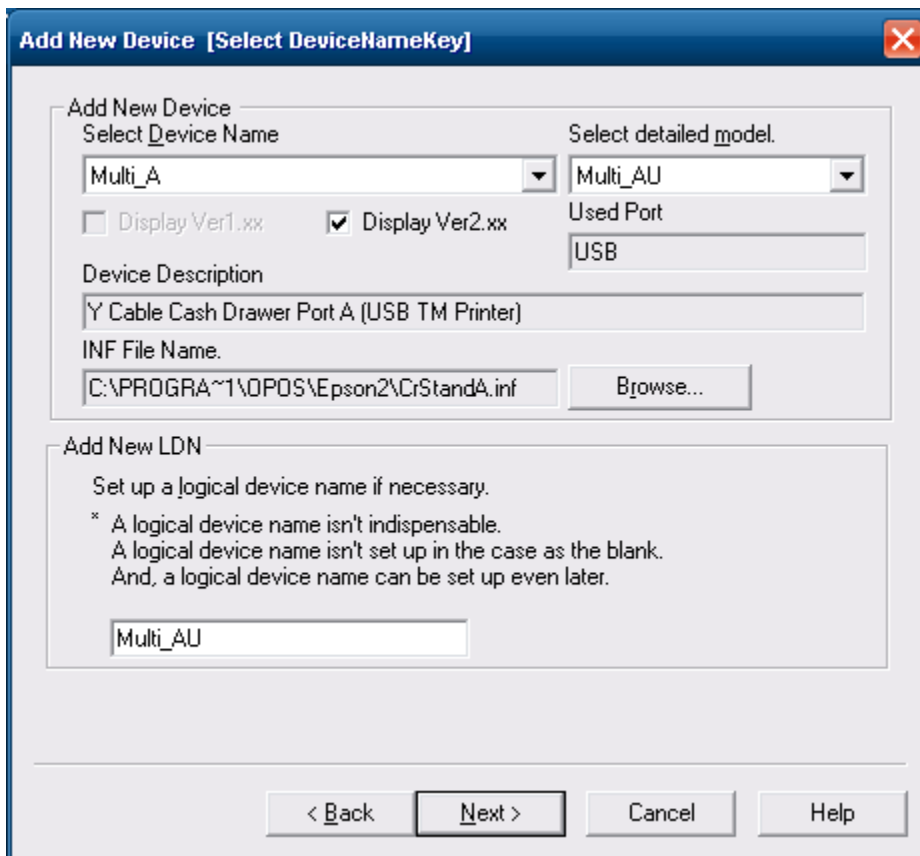 Add New Device [Select DeviceNameKey]
Add New Device
Select Device Name
Select detailed model.
Multi_A
Multi_AU
Display Ver1.xx
Display Ver2.xx
Used Port
USB
Device Description
Y Cable Cash Drawer Port A (USB TM Printer)
INF File Name.
C:\PROGRA~1\OPOS\Epson2\CrStandA.inf
Browse...
Add New LDN
Set up a logical device name if necessary.
* A logical device name isn't indispensable.
A logical device name isn't set up in the case as the blank.
And, a logical device name can be set up even later.
Multi_AU
< Back
Next >
Cancel
Help